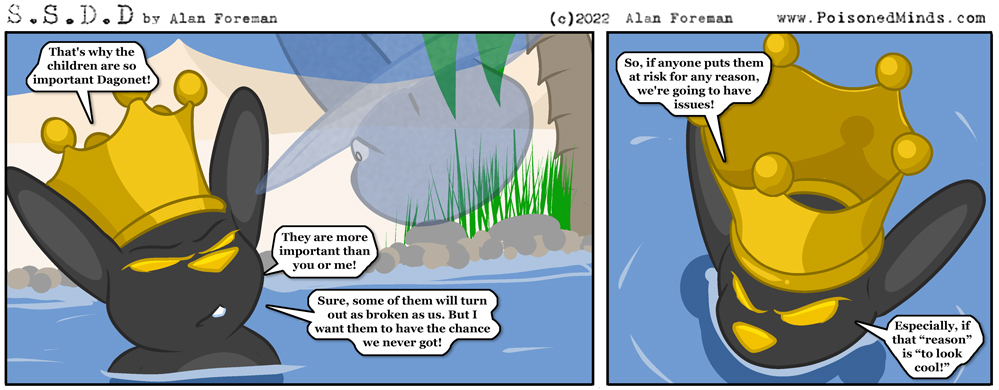 S.S.D.D by Alan Foreman (c)2022 Alan Foreman www.PoisonedMinds.com
That's why the
children are so
important Dagonet!
They are more
important than
you or me!
Sure, some of them will turn
out as broken as us. But I
want them to have the chance
we never got!
So, if anyone puts them
at risk for any reason,
we're going to have
issues!
Especially, if
that “reason”
is “to look
cool!”